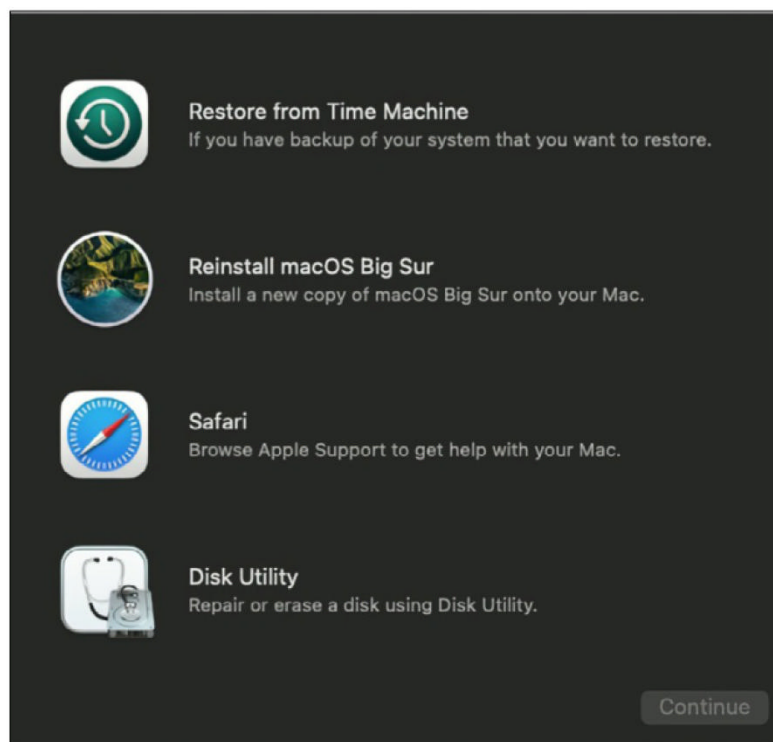 Restore from Time Machine
If you have backup of your system that you want to restore.
Reinstall macOS Big Sur
Install a new copy of macOS Big Sur onto your Mac.
Safari
Browse Apple Support to get help with your Mac.
Disk Utility
Repair or erase a disk using Disk Utility.
Continue